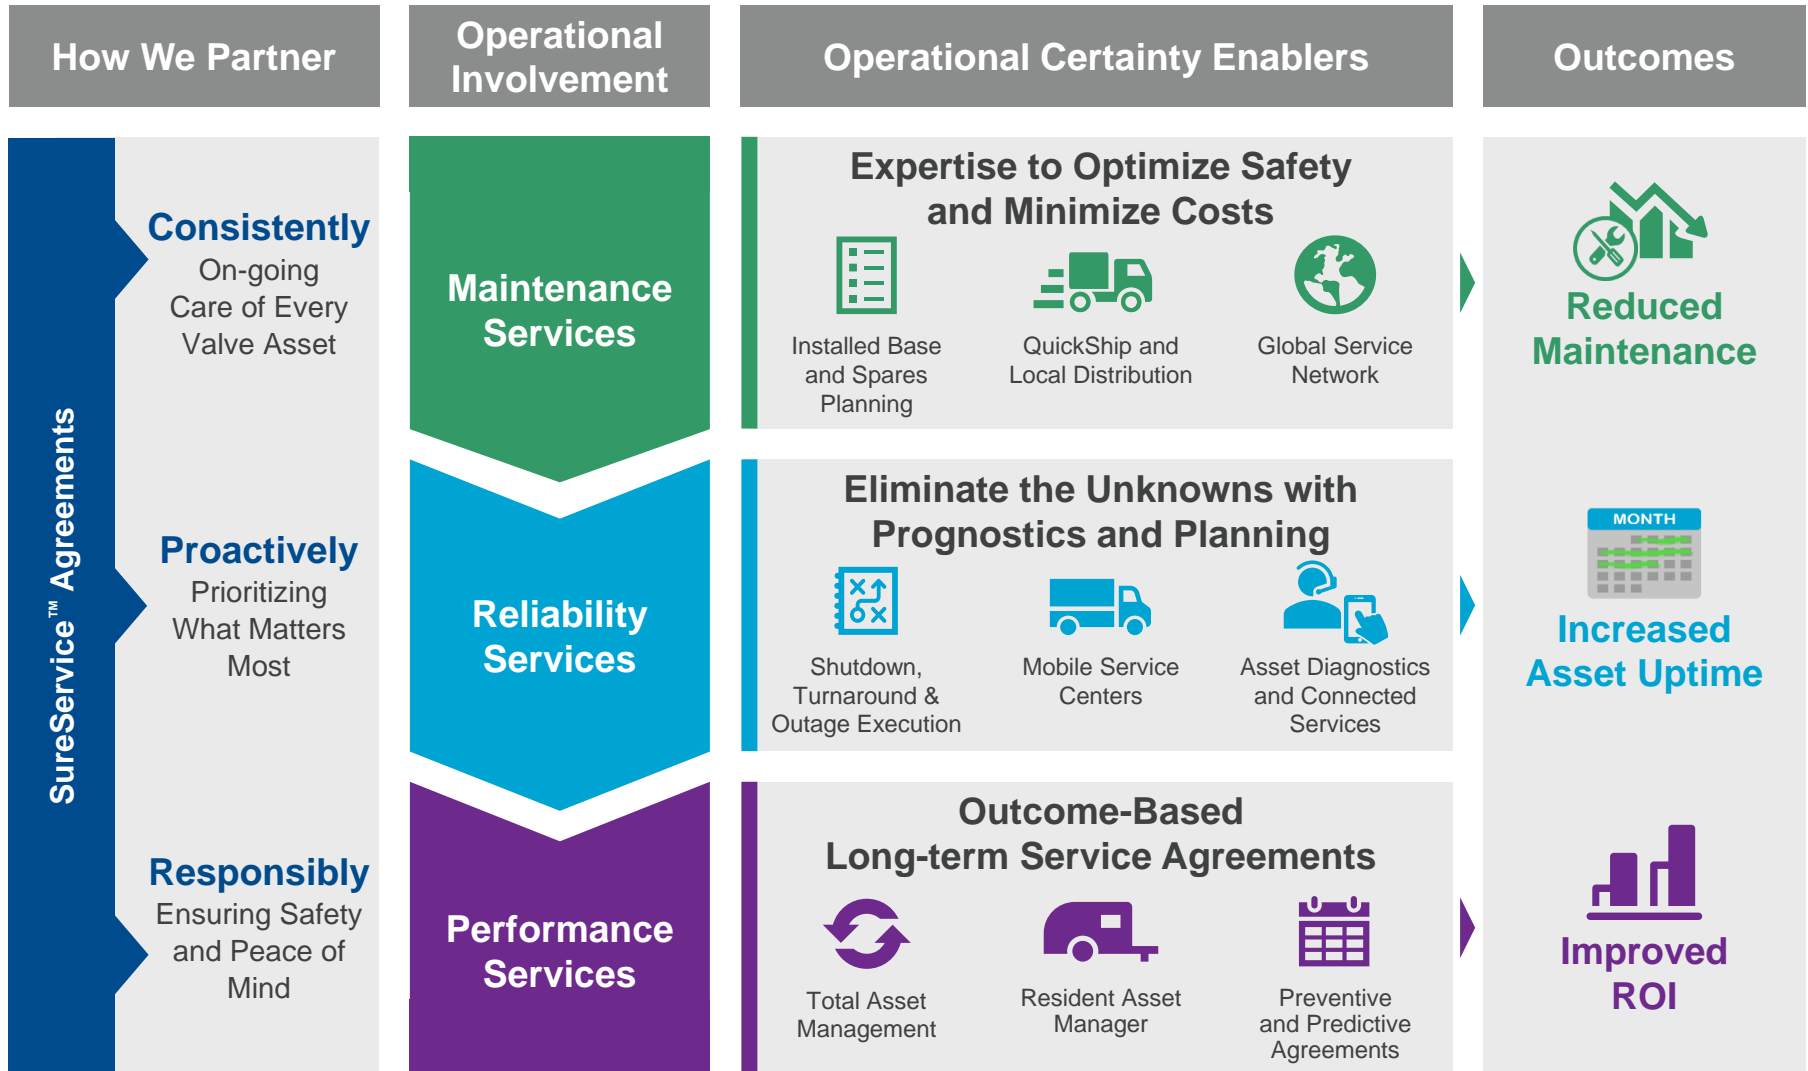 How We Partner
Operational
Involvement
Operational Certainty Enablers
Outcomes
SureService™ Agreements
Consistently
On-going
Care of Every
Valve Asset
Maintenance
Services
Expertise to Optimize Safety
and Minimize Costs
Installed Base
and Spares
Planning
QuickShip and
Local Distribution
Global Service
Network
Reduced
Maintenance
Proactively
Prioritizing
What Matters
Most
Reliability
Services
Eliminate the Unknowns with
Prognostics and Planning
Shutdown,
Turnaround &
Outage Execution
Mobile Service
Centers
Asset Diagnostics
and Connected
Services
MONTH
Increased
Asset Uptime
Responsibly
Ensuring Safety
and Peace of
Mind
Performance
Services
Outcome-Based
Long-term Service Agreements
Total Asset
Management
Resident Asset
Manager
Preventive
and Predictive
Agreements
Improved
ROI